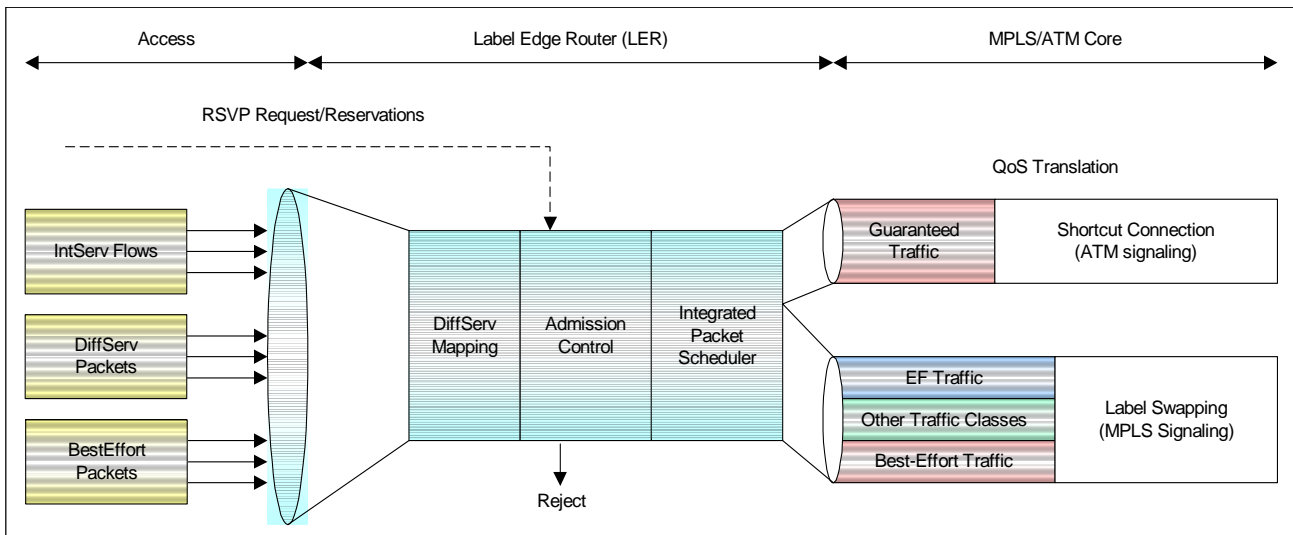 Access
Label Edge Router (LER)
MPLS/ATM Core
RSVP Request/Reservations
QoS Translation
IntServ Flows
DiffServ
Packets
BestEffort
Packets
DiffServ
Mapping
Admission
Control
Integrated
Packet
Scheduler
Reject
Guaranteed
Traffic
Shortcut Connection
(ATM signaling)
EF Traffic
Other Traffic Classes
Best-Effort Traffic
Label Swapping
(MPLS Signaling)